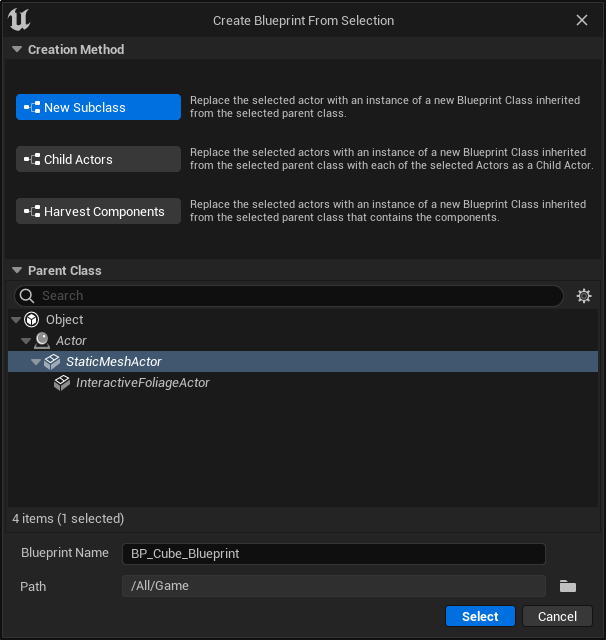 Create Blueprint From Selection
Creation Method
New Subclass
Replace the selected actor with an instance of a new Blueprint Class inherited
from the selected parent class.
Child Actors
Replace the selected actors with an instance of a new Blueprint Class inherited
from the selected parent class with each of the selected Actors as a Child Actor.
Harvest Components
Replace the selected actors with an instance of a new Blueprint Class inherited
from the selected parent class that contains the components.
Parent Class
Search
Object
Actor
StaticMeshActor
InteractiveFoliageActor
4 items (1 selected)
Blueprint Name
BP_Cube_Blueprint
Path
/All/Game
Select
Cancel